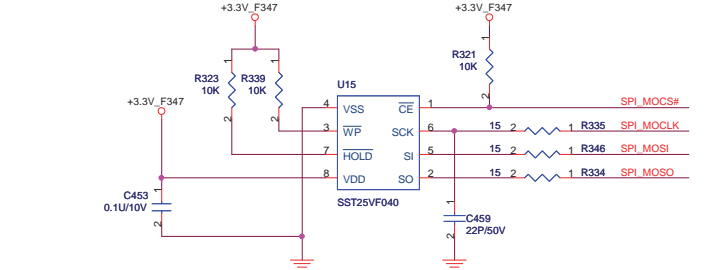 +3.3V_F347
+3.3V_F347
1
1
1
R321
10K
R323
10K
R339
10K
U15
+3.3V_F347
2
2
2
4
VSS
CE
1
SPI_MOCS#
3
WP
SCK
6
15
2
1
R335
SPI_MOCLK
7
HOLD
SI
5
15
2
1
R346
SPI_MOSI
8
VDD
SO
2
15
2
1
R334
SPI_MOSO
1
C453
0.1U/10V
2
SST25VF040
1
C459
22P/50V
2